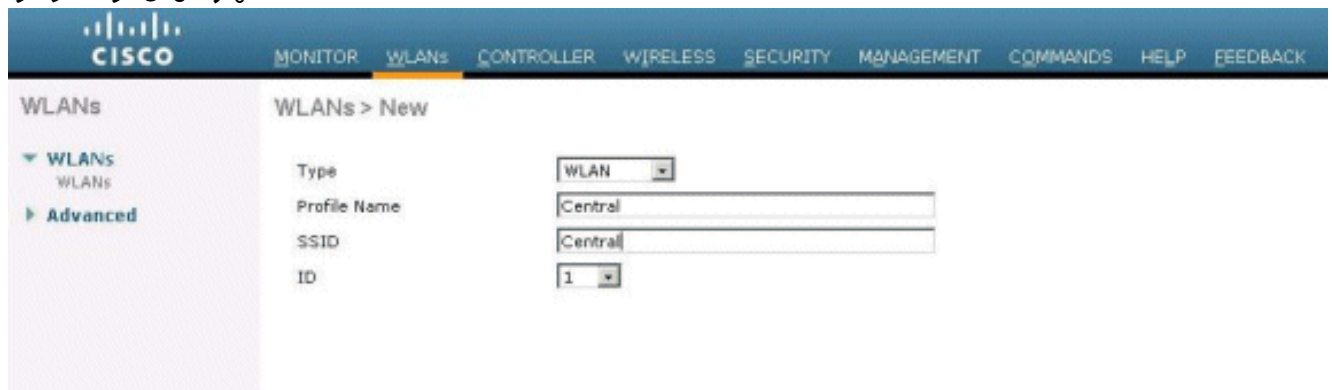 CISCO
MONITOR WLANs CONTROLLER WIRELESS SECURITY MANAGEMENT COMMANDS HELP FEEDBACK
WLANs
WLANs
WLANs
Advanced
WLANs > New
Type WLAN
Profile Name Central
SSID Central
ID 1